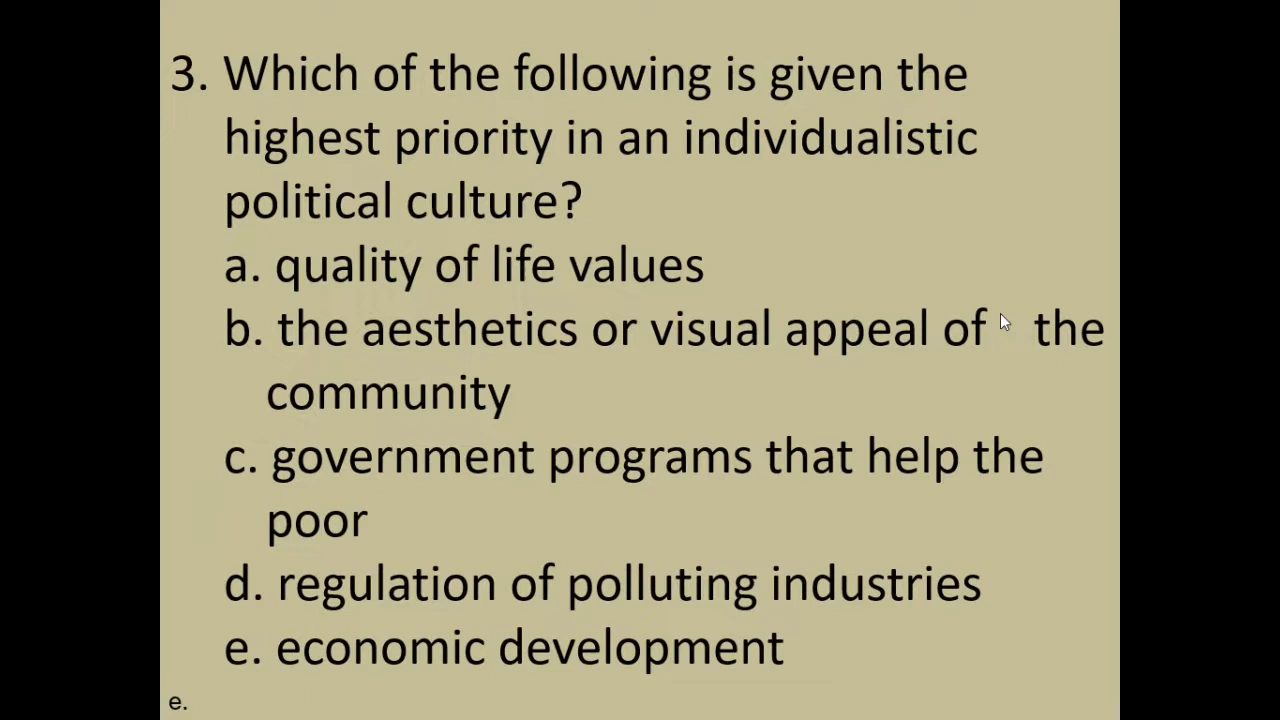 3. Which of the following is given the
highest priority in an individualistic
political culture?
a. quality of life values
b. the aesthetics or visual appeal of the
community
c. government programs that help the
poor
d. regulation of polluting industries
e. economic development
e.